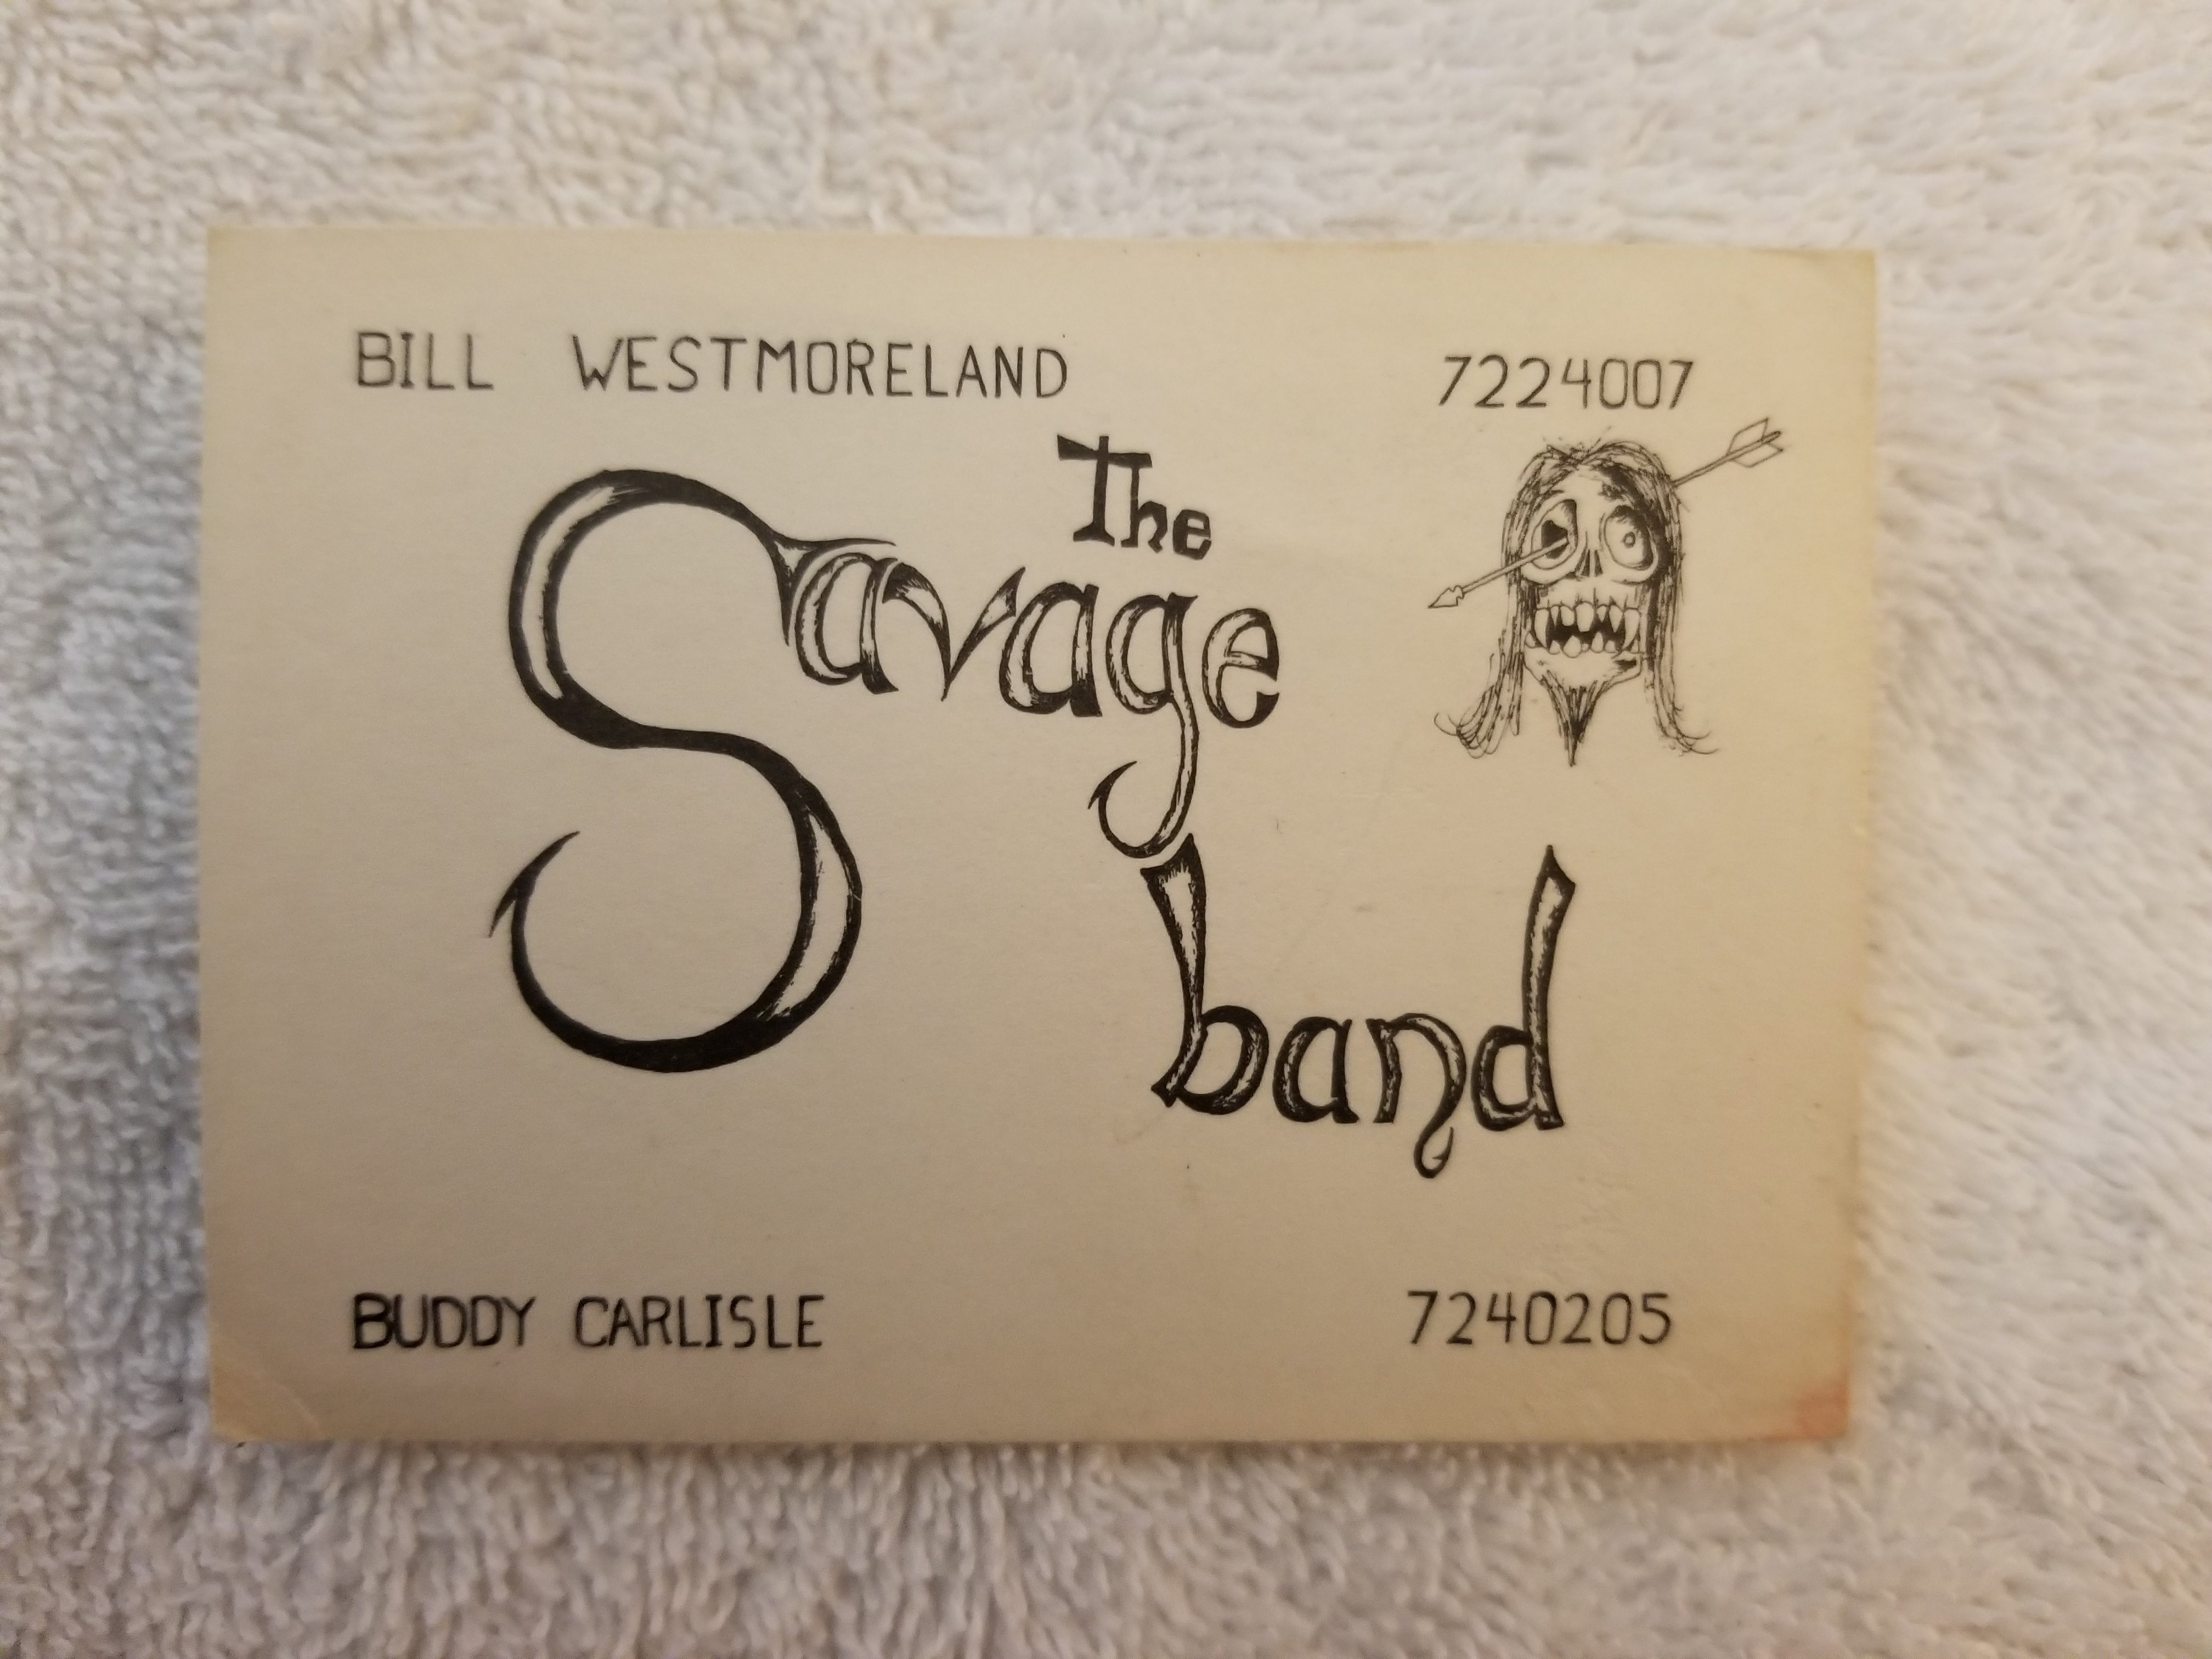 BILL WESTMORELAND 7224007
The
Savage
band
BUDDY CARLISLE 7240205